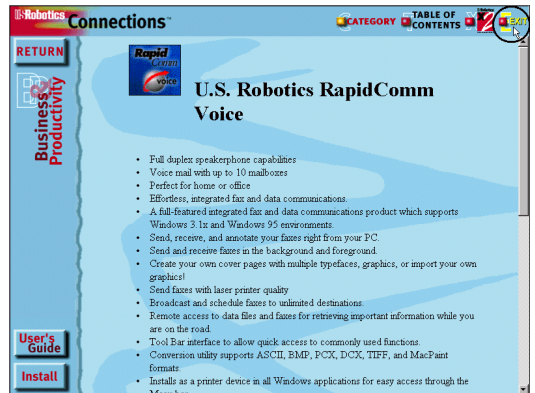 U.S. Robotics Connections™
CATEGORY
TABLE OF
CONTENTS
X2
EXIT
RETURN
Business &
Productivity
Rapid
Comm
voice
U.S. Robotics RapidComm
Voice
• Full duplex speakerphone capabilities
• Voice mail with up to 10 mailboxes
• Perfect for home or office
• Effortless, integrated fax and data communications.
• A full-featured integrated fax and data communications product which supports
Windows 3.1x and Windows 95 environments.
• Send, receive, and annotate your faxes right from your PC.
• Send and receive faxes in the background and foreground.
• Create your own cover pages with multiple typefaces, graphics, or import your own
graphics!
• Send faxes with laser printer quality
• Broadcast and schedule faxes to unlimited destinations.
• Remote access to data files and faxes for retrieving important information while you
are on the road.
• Tool Bar interface to allow quick access to commonly used functions.
• Conversion utility supports ASCII, BMP, PCX, DCX, TIFF, and MacPaint
formats.
• Installs as a printer device in all Windows applications for easy access through the
User's
Guide
Install